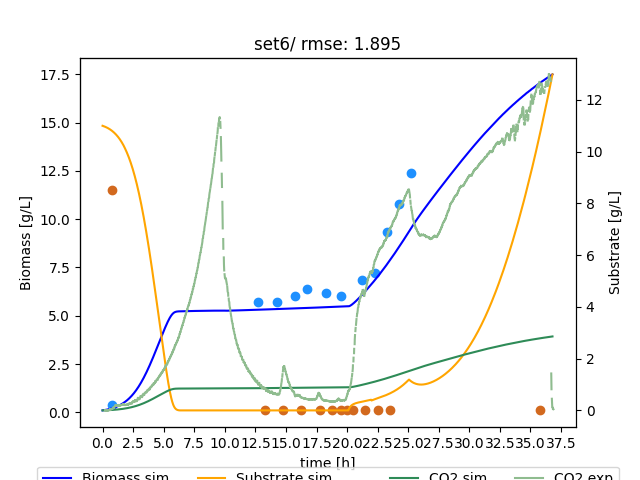 set6/ rmse: 1.895
17.5
15.0
12.5
10.0
7.5
5.0
2.5
0.0
Biomass [g/L]
12
10
8
6
4
2
0
Substrate [g/L]
0.0 2.5 5.0 7.5 10.0 12.5 15.0 17.5 20.0 22.5 25.0 27.5 30.0 32.5 35.0 37.5
time [h]
Biomass sim Substrate sim CO2 sim CO2 exp